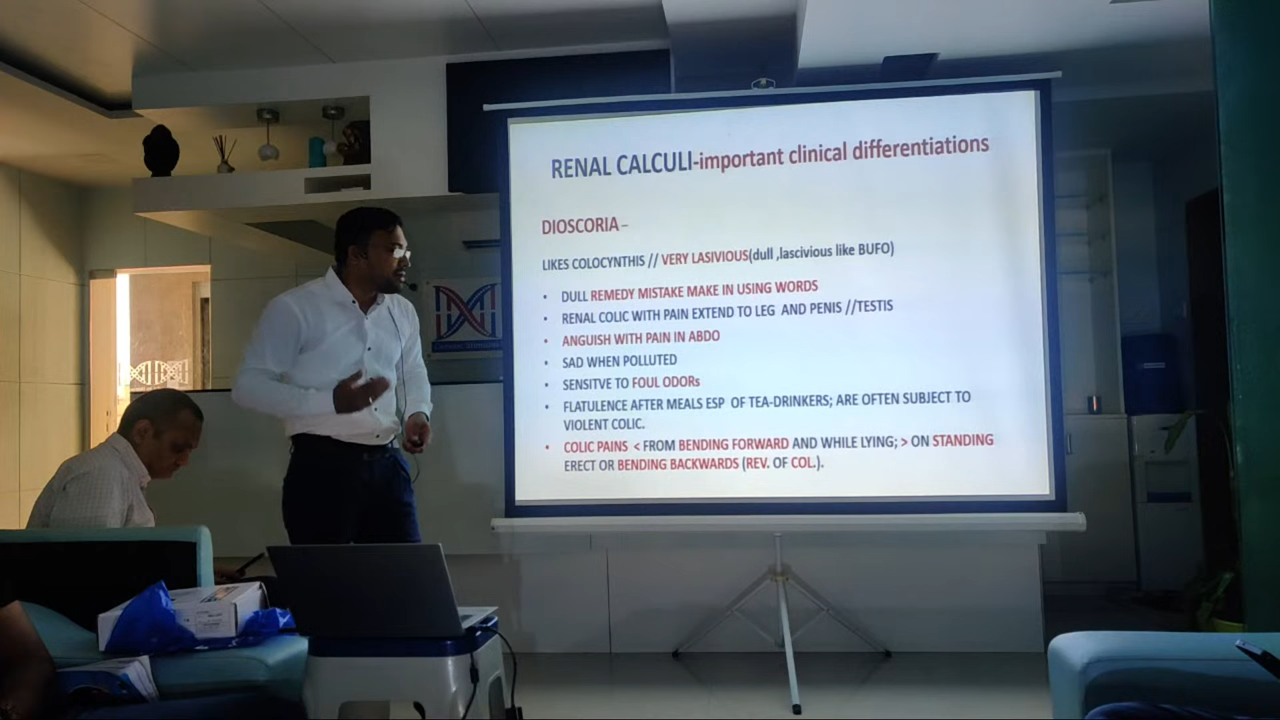 RENAL CALCULI-important clinical differentiations
DIOSCORIA –
LIKES COLOCYNTHIS // VERY LASIVIOUS(dull ,lascivious like BUFO)
• DULL REMEDY MISTAKE MAKE IN USING WORDS
• RENAL COLIC WITH PAIN EXTEND TO LEG AND PENIS //TESTIS
• ANGUISH WITH PAIN IN ABDO
• SAD WHEN POLLUTED
• SENSITVE TO FOUL ODORs
• FLATULENCE AFTER MEALS ESP OF TEA-DRINKERS; ARE OFTEN SUBJECT TO
VIOLENT COLIC.
• COLIC PAINS < FROM BENDING FORWARD AND WHILE LYING; > ON STANDING
ERECT OR BENDING BACKWARDS (REV. OF COL.).